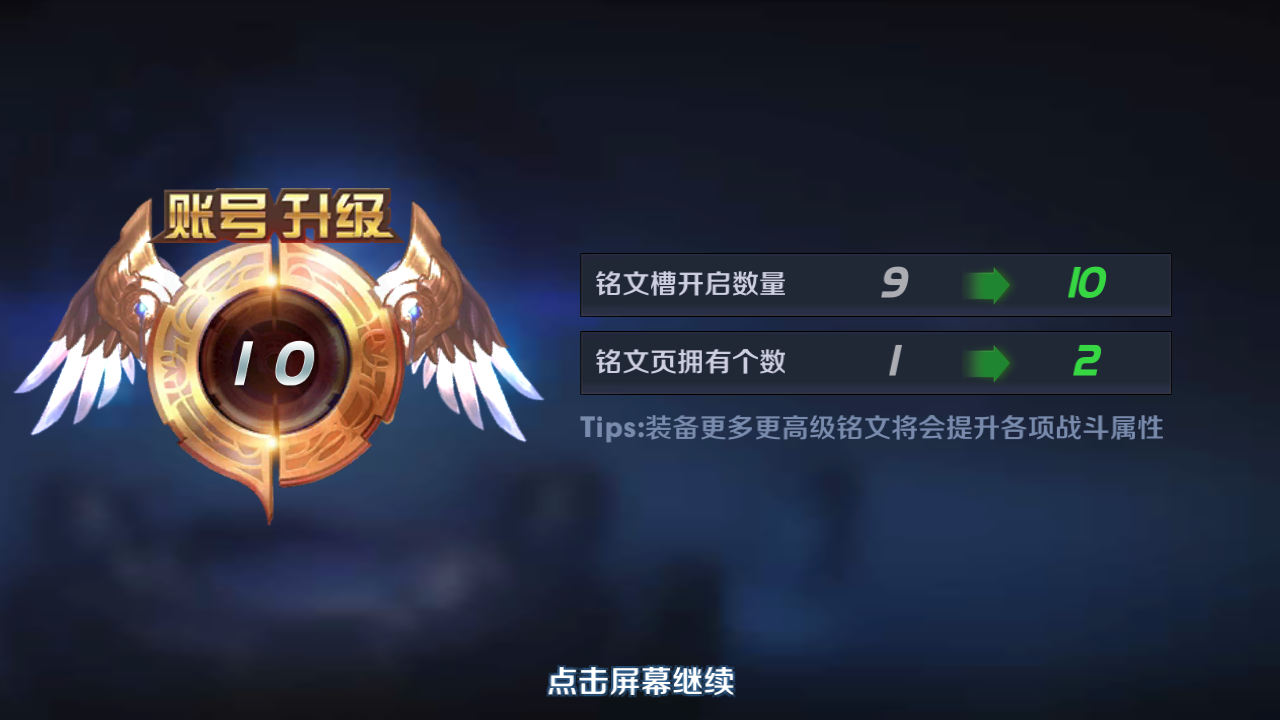 账号升级
10
铭文槽开启数量 9 10
铭文页拥有个数 1 2
Tips:装备更多更高级铭文将会提升各项战斗属性
点击屏幕继续